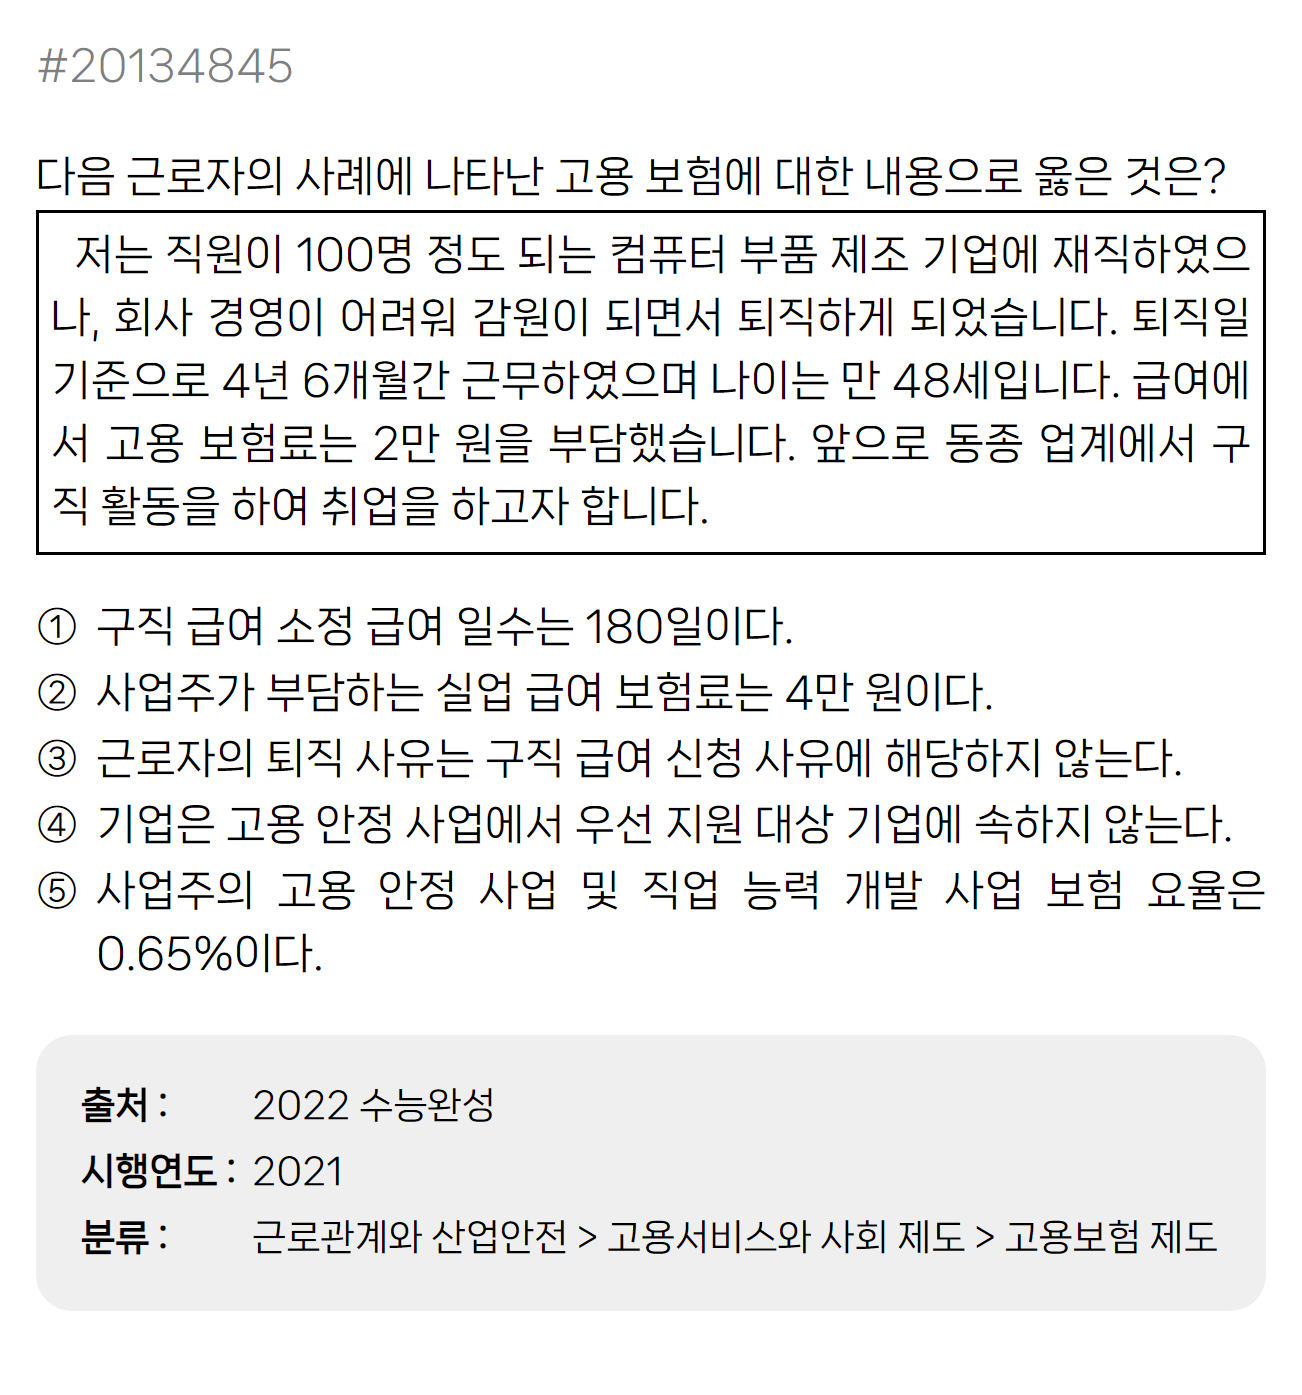 #20134845
다음 근로자의 사례에 나타난 고용 보험에 대한 내용으로 옳은 것은?
저는 직원이 100명 정도 되는 컴퓨터 부품 제조 기업에 재직하였으
나, 회사 경영이 어려워 감원이 되면서 퇴직하게 되었습니다. 퇴직일
기준으로 4년 6개월간 근무하였으며 나이는 만 48세입니다. 급여에
서 고용 보험료는 2만 원을 부담했습니다. 앞으로 동종 업계에서 구
직 활동을 하여 취업을 하고자 합니다.
① 구직 급여 소정 급여 일수는 180일이다.
② 사업주가 부담하는 실업 급여 보험료는 4만 원이다.
③ 근로자의 퇴직 사유는 구직 급여 신청 사유에 해당하지 않는다.
④ 기업은 고용 안정 사업에서 우선 지원 대상 기업에 속하지 않는다.
⑤ 사업주의 고용 안정 사업 및 직업 능력 개발 사업 보험 요율은
0.65%이다.
출처 : 2022 수능완성
시행연도 : 2021
분류 : 근로관계와 산업안전 > 고용서비스와 사회 제도 > 고용보험 제도